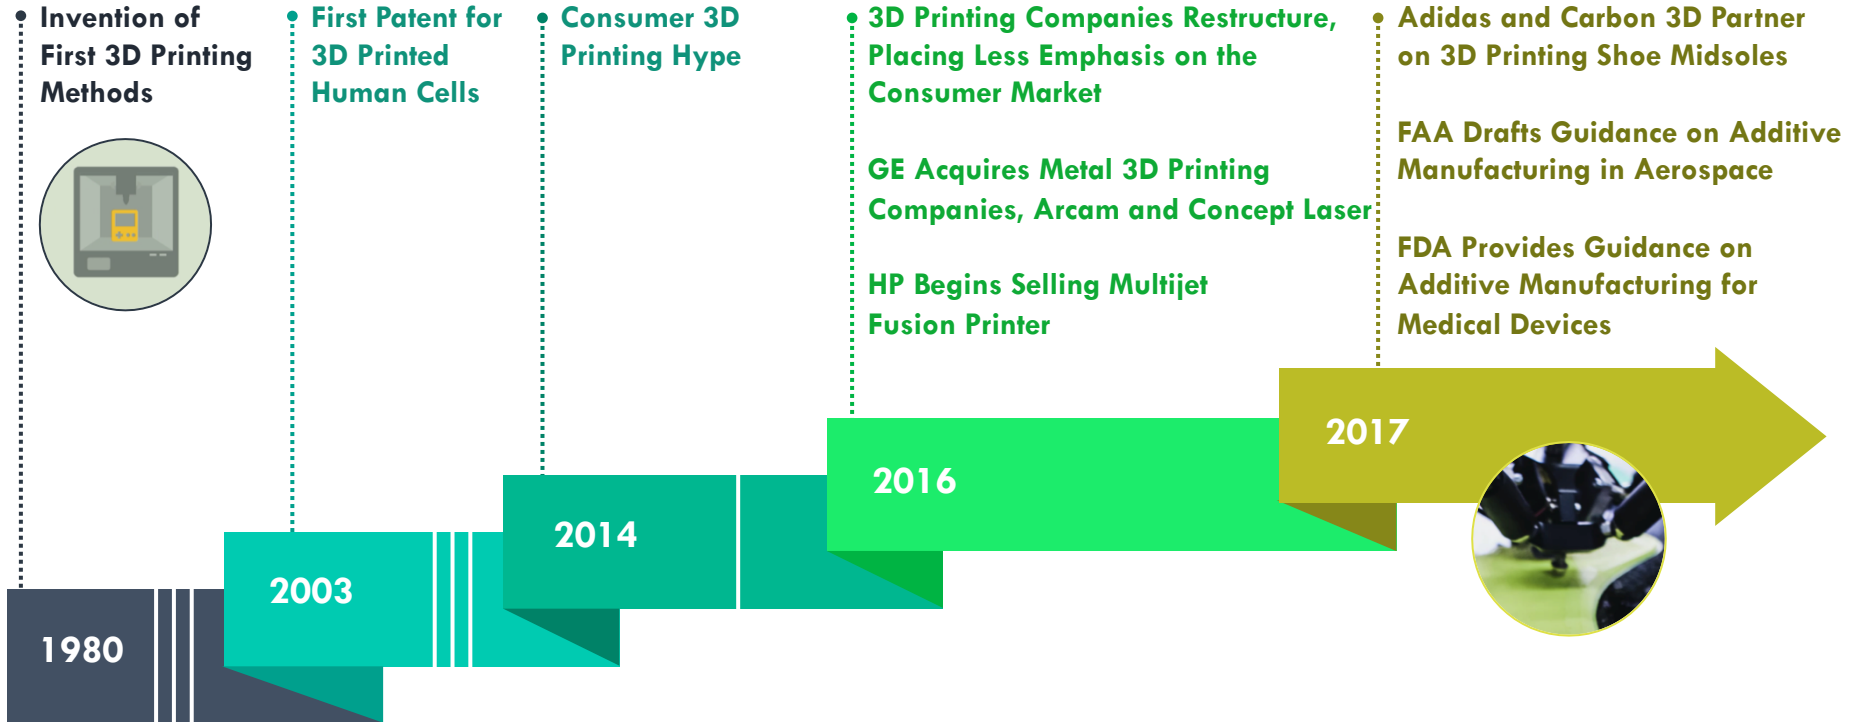 Invention of
First 3D Printing
Methods
First Patent for
3D Printed
Human Cells
Consumer 3D
Printing Hype
3D Printing Companies Restructure,
Placing Less Emphasis on the
Consumer Market
GE Acquires Metal 3D Printing
Companies, Arcam and Concept Laser
HP Begins Selling Multijet
Fusion Printer
Adidas and Carbon 3D Partner
on 3D Printing Shoe Midsoles
FAA Drafts Guidance on Additive
Manufacturing in Aerospace
FDA Provides Guidance on
Additive Manufacturing for
Medical Devices
1980
2003
2014
2016
2017